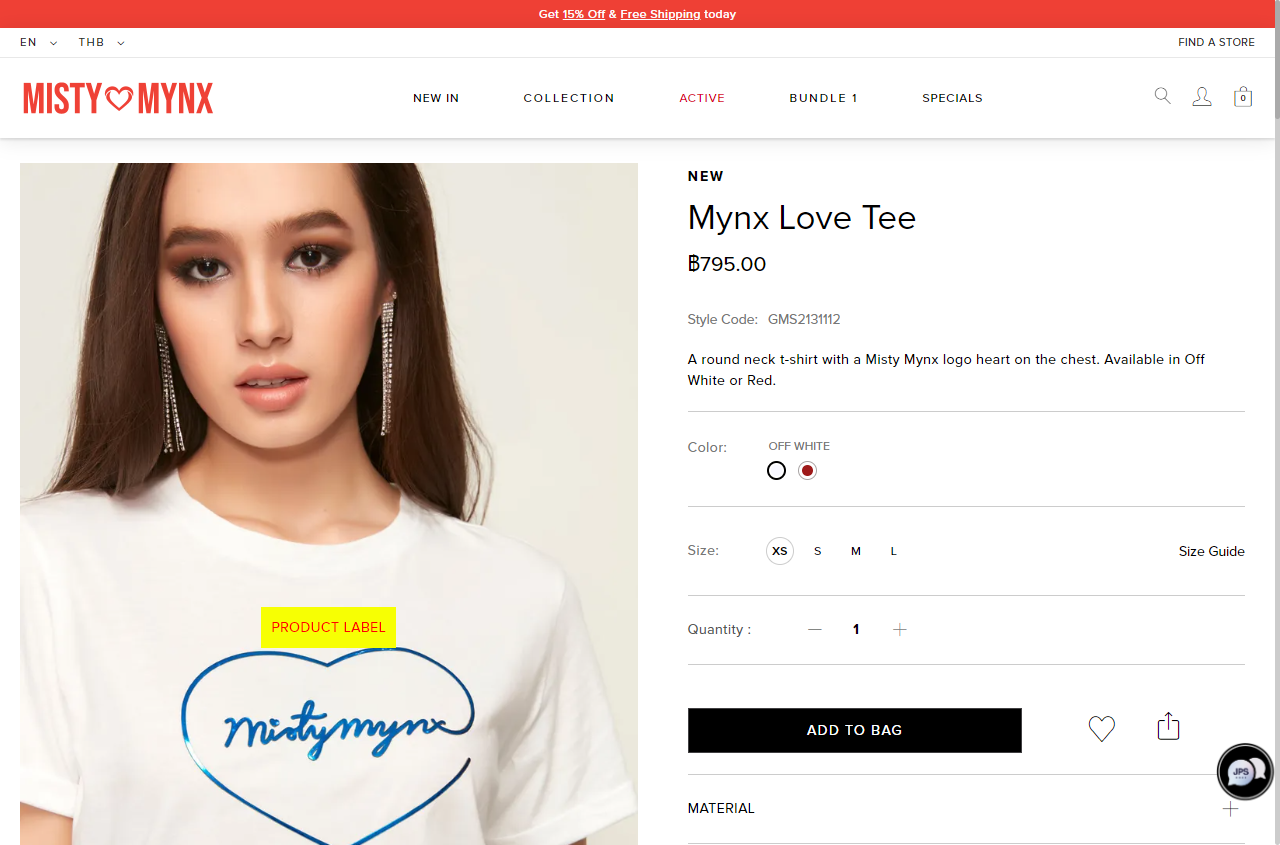 Get 15% Off & Free Shipping today
EN THB FIND A STORE
MISTY MYNX NEW IN COLLECTION ACTIVE BUNDLE 1 SPECIALS 0
NEW
Mynx Love Tee
฿795.00
Style Code: GMS2131112
A round neck t-shirt with a Misty Mynx logo heart on the chest. Available in Off
White or Red.
Color: OFF WHITE
Size: XS S M L Size Guide
Quantity : 1
PRODUCT LABEL
mistymynx
ADD TO BAG
JPS
MATERIAL